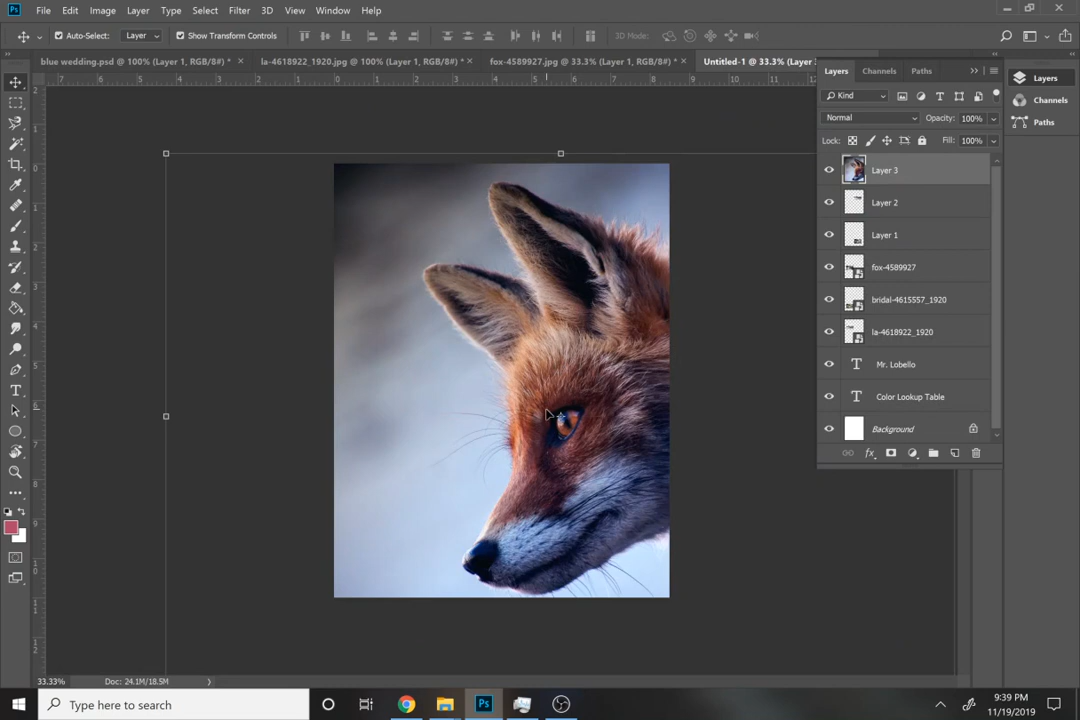 Ps File Edit Image Layer Type Select Filter 3D View Window Help
Auto-Select: Layer Show Transform Controls 3D Mode:
blue wedding.psd @ 100% (Layer 1, RGB/8#) * × la-4618922_1920.jpg @ 100% (Layer 1, RGB/8#) * × fox-4589927.jpg @ 33.3% (Layer 1, RGB/8#) * × Untitled-1 @ 33.3% (Layer 3
Layers Channels Paths
Layers
Kind
Channels
Normal Opacity: 100%
Paths
Lock: Fill: 100%
Layer 3
Layer 2
Layer 1
fox-4589927
bridal-4615557_1920
la-4618922_1920
T Mr. Lobello
T Color Lookup Table
Background
fx
33.33% Doc: 24.1M/18.5M
Type here to search
Ps
9:39 PM
11/19/2019